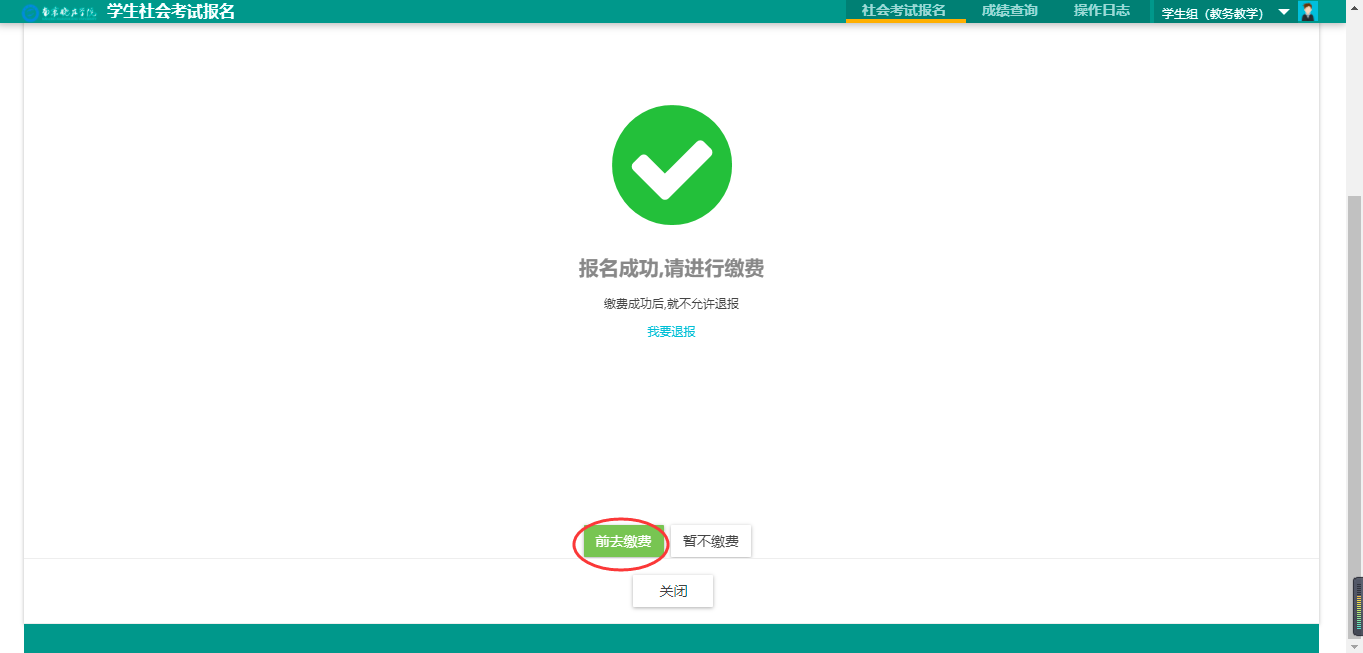 学生社会考试报名
社会考试报名
成绩查询
操作日志
学生组（教务教学）
报名成功,请进行缴费
缴费成功后,就不允许退报
我要退报
前去缴费
暂不缴费
关闭